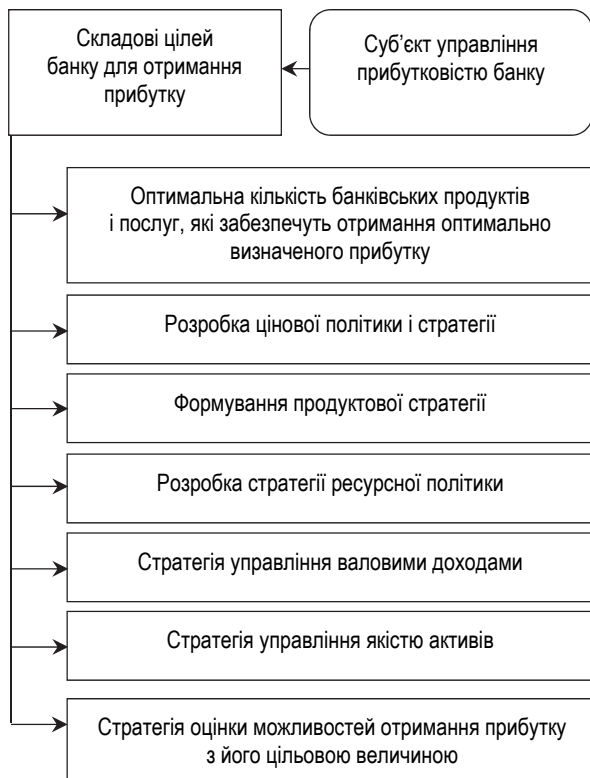 Складові цілей
банку для отримання
прибутку
Суб’єкт управління
прибутковістю банку
Оптимальна кількість банківських продуктів
і послуг, які забезпечуть отримання оптимально
визначеного прибутку
Розробка цінової політики і стратегії
Формування продуктової стратегії
Розробка стратегії ресурсної політики
Стратегія управління валовими доходами
Стратегія управління якістю активів
Стратегія оцінки можливостей отримання прибутку
з його цільовою величиною